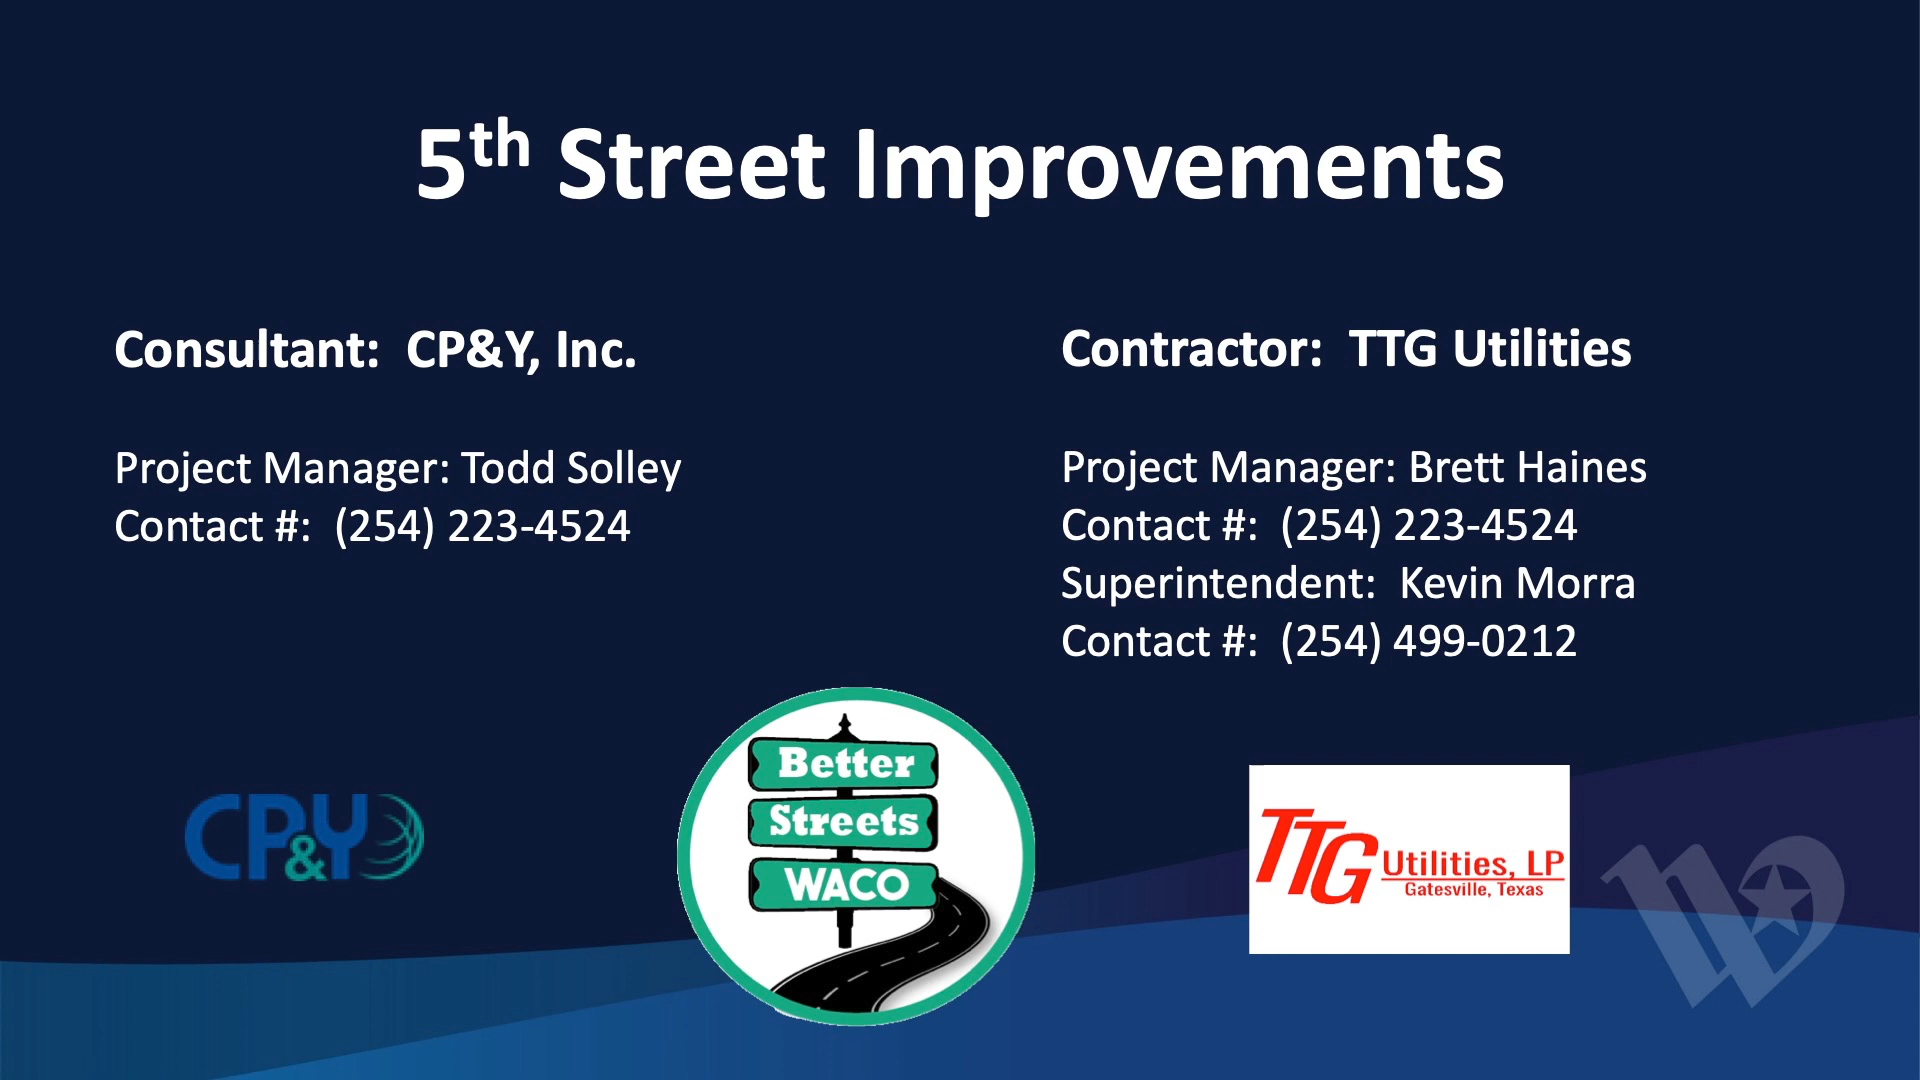 5th Street Improvements
Consultant:  CP&Y, Inc.
Project Manager: Todd Solley
Contact #:  (254) 223-4524
Contractor:  TTG Utilities
Project Manager: Brett Haines
Contact #:  (254) 223-4524
Superintendent:  Kevin Morra
Contact #:  (254) 499-0212
CP&Y
Better
Streets
WACO
TTG Utilities, LP
Gatesville, Texas
W